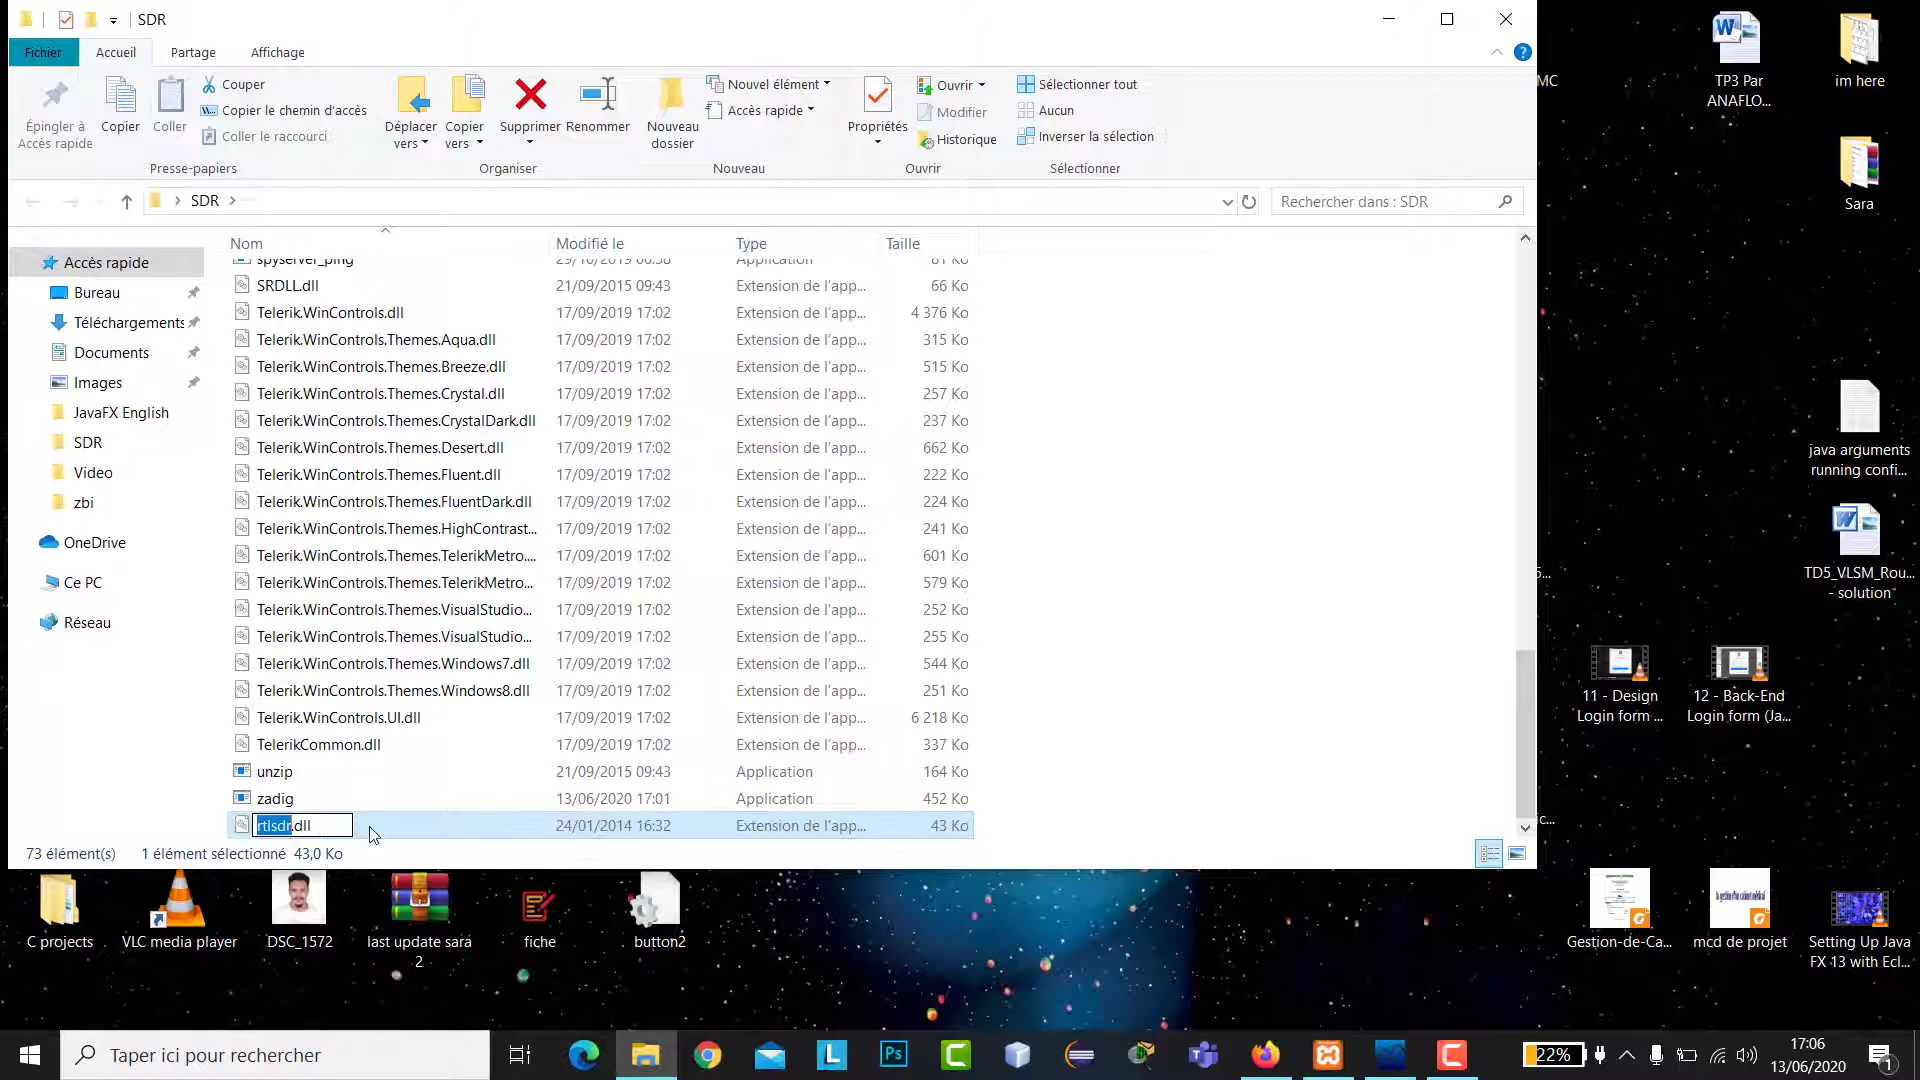 SDR
Fichier
Accueil
Partage
Affichage
Épingler à
Accès rapide
Copier
Coller
Couper
Copier le chemin d'accès
Coller le raccourci
Presse-papiers
Déplacer
vers
Copier
vers
Supprimer
Renommer
Organiser
Nouveau
dossier
Nouvel élément
Accès rapide
Nouveau
Propriétés
Ouvrir
Modifier
Historique
Ouvrir
Sélectionner tout
Aucun
Inverser la sélection
Sélectionner
SDR
Rechercher dans : SDR
Accès rapide
Bureau
Téléchargements
Documents
Images
JavaFX English
SDR
Video
zbi
OneDrive
Ce PC
Réseau
Nom Modifié le Type Taille
spyserver_ping 29/10/2019 06:38 Application 81 Ko
SRDLL.dll 21/09/2015 09:43 Extension de l'app... 66 Ko
Telerik.WinControls.dll 17/09/2019 17:02 Extension de l'app... 4 376 Ko
Telerik.WinControls.Themes.Aqua.dll 17/09/2019 17:02 Extension de l'app... 315 Ko
Telerik.WinControls.Themes.Breeze.dll 17/09/2019 17:02 Extension de l'app... 515 Ko
Telerik.WinControls.Themes.Crystal.dll 17/09/2019 17:02 Extension de l'app... 257 Ko
Telerik.WinControls.Themes.CrystalDark.dll 17/09/2019 17:02 Extension de l'app... 237 Ko
Telerik.WinControls.Themes.Desert.dll 17/09/2019 17:02 Extension de l'app... 662 Ko
Telerik.WinControls.Themes.Fluent.dll 17/09/2019 17:02 Extension de l'app... 222 Ko
Telerik.WinControls.Themes.FluentDark.dll 17/09/2019 17:02 Extension de l'app... 224 Ko
Telerik.WinControls.Themes.HighContrast... 17/09/2019 17:02 Extension de l'app... 241 Ko
Telerik.WinControls.Themes.TelerikMetro.... 17/09/2019 17:02 Extension de l'app... 601 Ko
Telerik.WinControls.Themes.TelerikMetro... 17/09/2019 17:02 Extension de l'app... 579 Ko
Telerik.WinControls.Themes.VisualStudio... 17/09/2019 17:02 Extension de l'app... 252 Ko
Telerik.WinControls.Themes.VisualStudio... 17/09/2019 17:02 Extension de l'app... 255 Ko
Telerik.WinControls.Themes.Windows7.dll 17/09/2019 17:02 Extension de l'app... 544 Ko
Telerik.WinControls.Themes.Windows8.dll 17/09/2019 17:02 Extension de l'app... 251 Ko
Telerik.WinControls.UI.dll 17/09/2019 17:02 Extension de l'app... 6 218 Ko
TelerikCommon.dll 17/09/2019 17:02 Extension de l'app... 337 Ko
unzip 21/09/2015 09:43 Application 164 Ko
zadig 13/06/2020 17:01 Application 452 Ko
rtlsdr.dll 24/01/2014 16:32 Extension de l'app... 43 Ko
73 élément(s) 1 élément sélectionné 43,0 Ko
MC
TP3 Par
ANAFLO...
im here
Sara
java arguments
running confi...
5...
TD5_VLSM_Rou...
- solution
11 - Design
Login form ...
12 - Back-End
Login form (Ja...
ic...
C projects
VLC media player
DSC_1572
last update sara
2
fiche
button2
la gestion d'un cabinet médical
Gestion-de-Ca...
mcd de projet
Setting Up Java
FX 13 with Ecl...
Taper ici pour rechercher
L
Ps
22%
17:06
13/06/2020
1